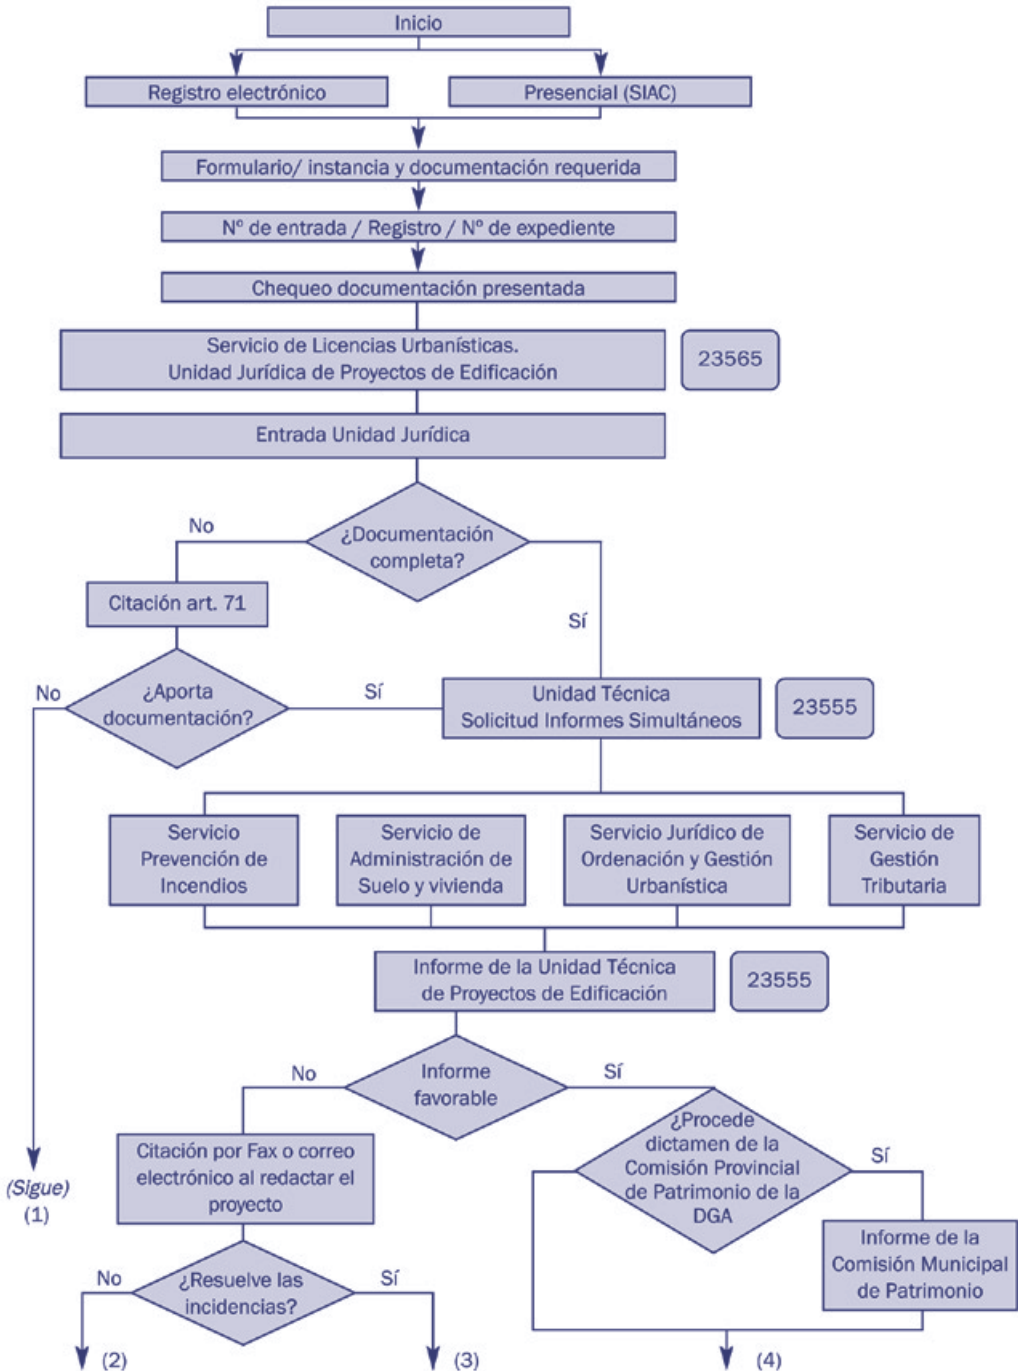 Inicio
Registro electrónico
Presencial (SIAC)
Formulario/ instancia y documentación requerida
Nº de entrada / Registro / Nº de expediente
Chequeo documentación presentada
Servicio de Licencias Urbanísticas.
Unidad Jurídica de Proyectos de Edificación
23565
Entrada Unidad Jurídica
¿Documentación
completa?
No
Sí
Citación art. 71
¿Aporta
documentación?
No
Sí
Unidad Técnica
Solicitud Informes Simultáneos
23555
Servicio
Prevención de
Incendios
Servicio de
Administración de
Suelo y vivienda
Servicio Jurídico de
Ordenación y Gestión
Urbanística
Servicio de
Gestión
Tributaria
Informe de la Unidad Técnica
de Proyectos de Edificación
23555
Informe
favorable
No
Sí
Citación por Fax o correo
electrónico al redactar el
proyecto
¿Procede
dictamen de la
Comisión Provincial
de Patrimonio de la
DGA
Sí
Informe de la
Comisión Municipal
de Patrimonio
(Sigue)
(1)
¿Resuelve las
incidencias?
No
Sí
(2)
(3)
(4)